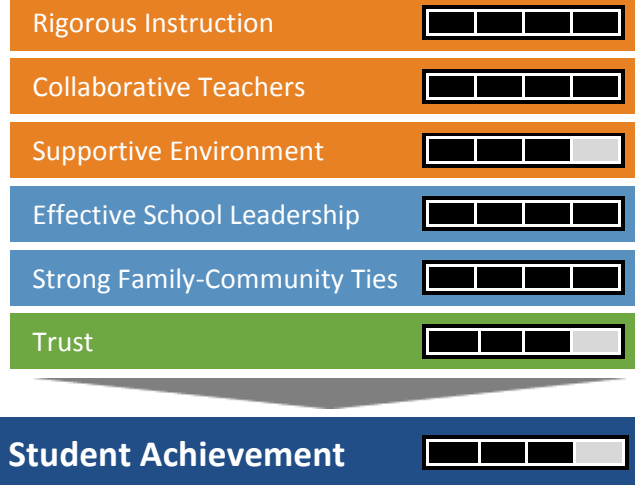 Rigorous Instruction
Collaborative Teachers
Supportive Environment
Effective School Leadership
Strong Family-Community Ties
Trust
Student Achievement